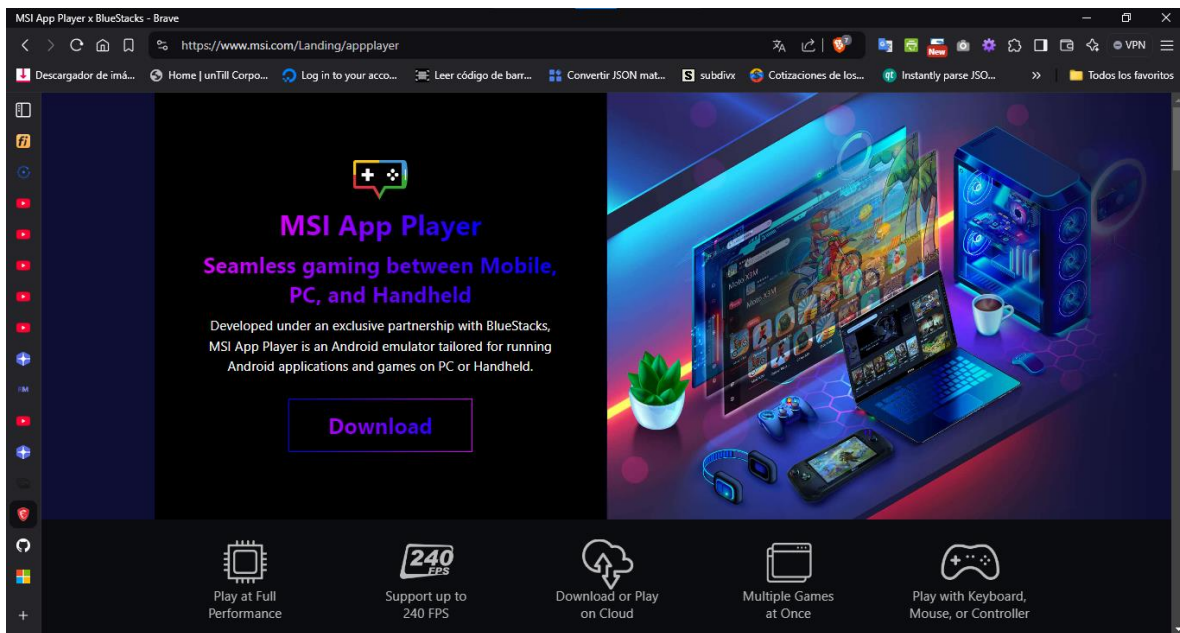 MSI App Player x BlueStacks - Brave
https://www.msi.com/Landing/appplayer
New
VPN
Descargador de imá...
Home | unTill Corpo...
Log in to your acco...
Leer código de barr...
Convertir JSON mat...
subdivx
Cotizaciones de los...
Instantly parse JSO...
Todos los favoritos
MSI App Player
Seamless gaming between Mobile,
PC, and Handheld
Developed under an exclusive partnership with BlueStacks,
MSI App Player is an Android emulator tailored for running
Android applications and games on PC or Handheld.
Download
Moto X3M
Moto X3M
240
FPS
Play at Full
Performance
Support up to
240 FPS
Download or Play
on Cloud
Multiple Games
at Once
Play with Keyboard,
Mouse, or Controller